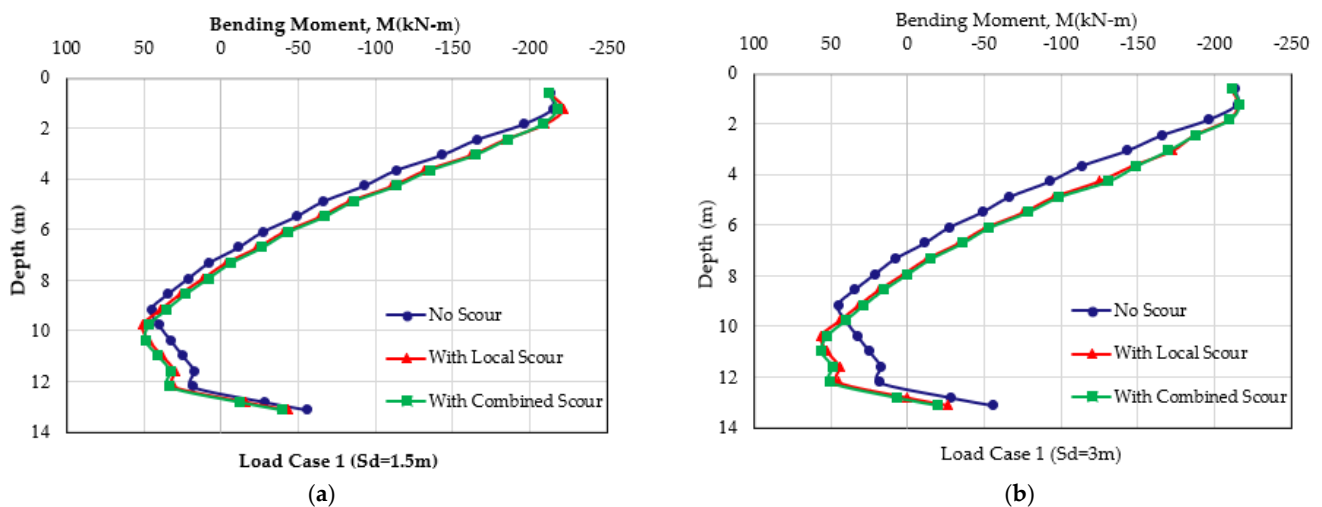 Bending Moment, M(kN-m)
100 50 0 -50 -100 -150 -200 -250
0
2
4
6
8
10
12
14
Depth (m)
No Scour
With Local Scour
With Combined Scour
Load Case 1 (Sd=1.5m)
(a)
Bending Moment, M(kN-m)
100 50 0 -50 -100 -150 -200 -250
0
2
4
6
8
10
12
14
Depth (m)
No Scour
With Local Scour
With Combined Scour
Load Case 1 (Sd=3m)
(b)